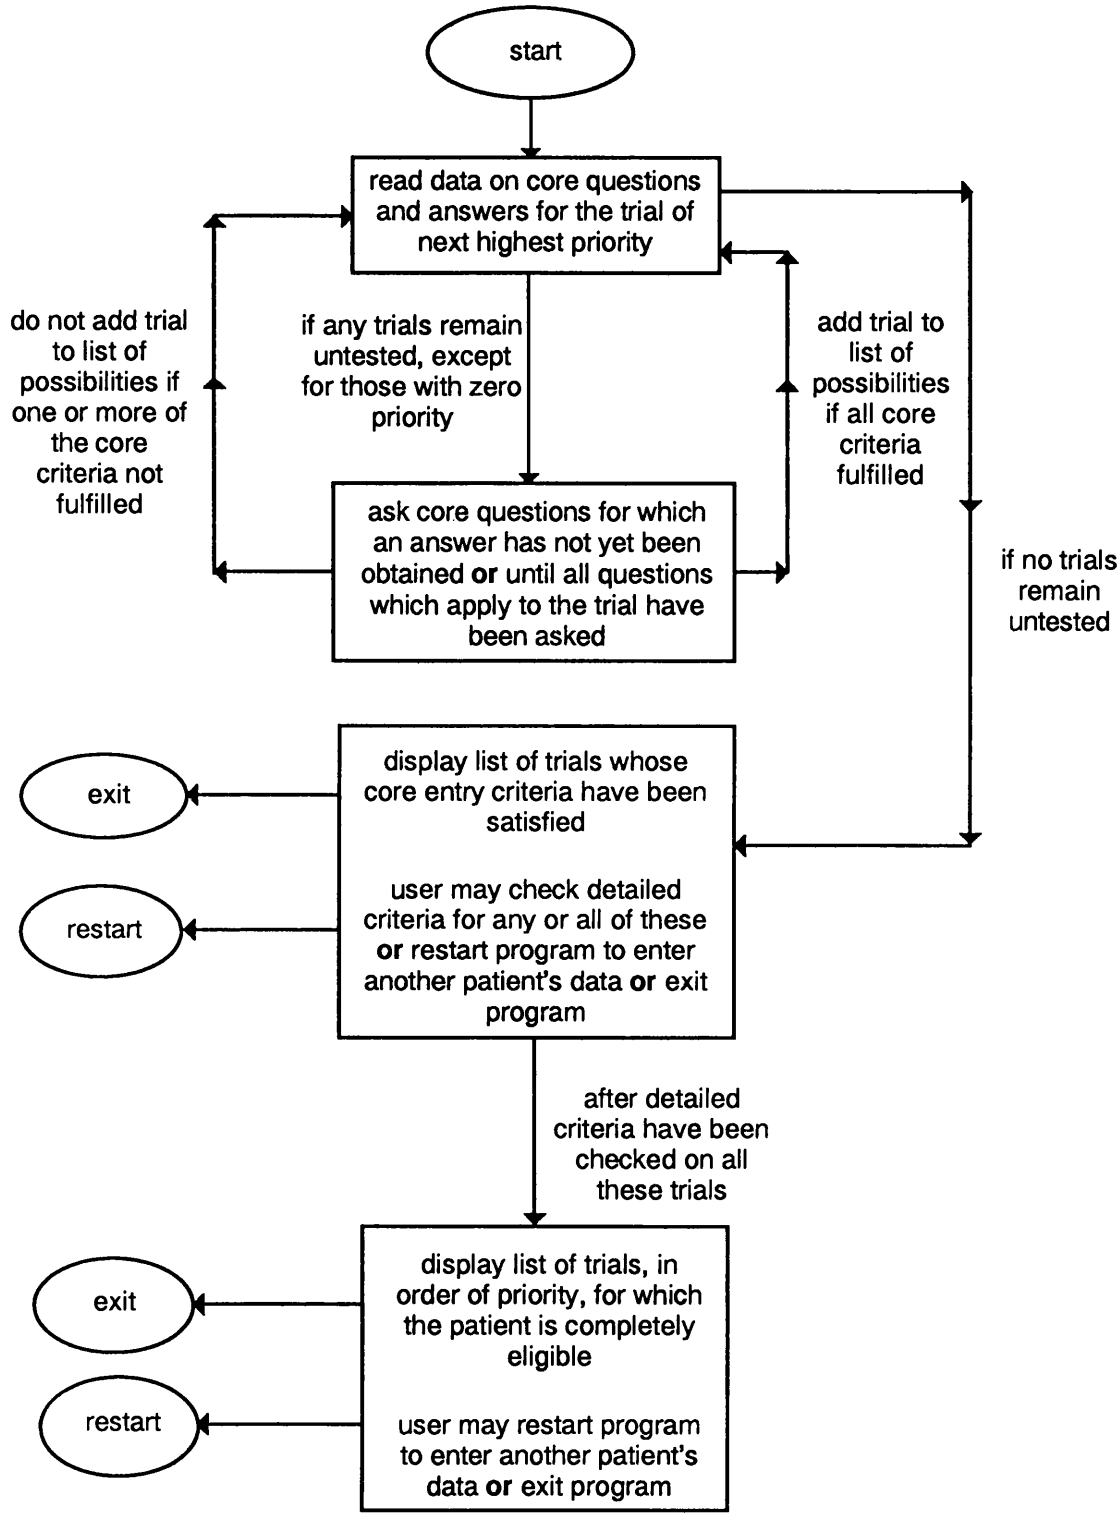 start
read data on core questions
and answers for the trial of
next highest priority
do not add trial
to list of
possibilities if
one or more of
the core
criteria not
fulfilled
if any trials remain
untested, except
for those with zero
priority
add trial to
list of
possibilities
if all core
criteria
fulfilled
ask core questions for which
an answer has not yet been
obtained or until all questions
which apply to the trial have
been asked
if no trials
remain
untested
display list of trials whose
core entry criteria have been
satisfied
exit
user may check detailed
criteria for any or all of these
or restart program to enter
another patient's data or exit
program
restart
after detailed
criteria have been
checked on all
these trials
display list of trials, in
order of priority, for which
the patient is completely
eligible
exit
user may restart program
to enter another patient's
data or exit program
restart